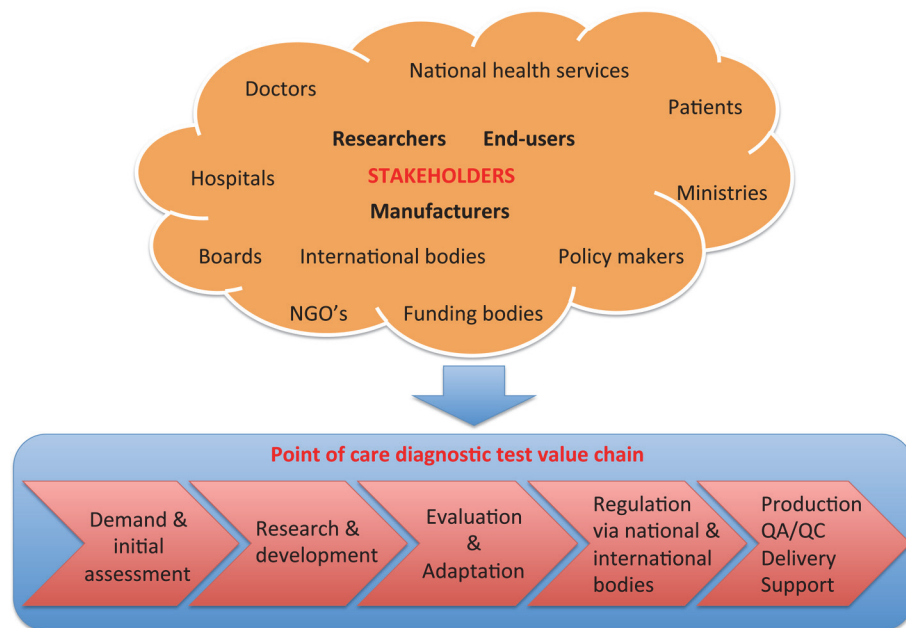 National health services
Doctors
Patients
Researchers End-users
Hospitals
STAKEHOLDERS
Ministries
Manufacturers
Boards
International bodies
Policy makers
NGO's
Funding bodies
Point of care diagnostic test value chain
Demand &
initial
assessment
Research &
development
Evaluation
&
Adaptation
Regulation
via national &
international
bodies
Production
QA/QC
Delivery
Support